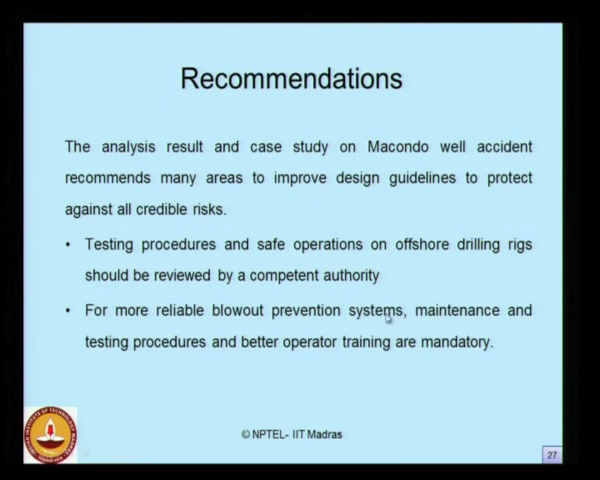 Recommendations
The analysis result and case study on Macondo well accident
recommends many areas to improve design guidelines to protect
against all credible risks.
• Testing procedures and safe operations on offshore drilling rigs
should be reviewed by a competent authority
• For more reliable blowout prevention systems, maintenance and
testing procedures and better operator training are mandatory.
© NPTEL- IIT Madras
27